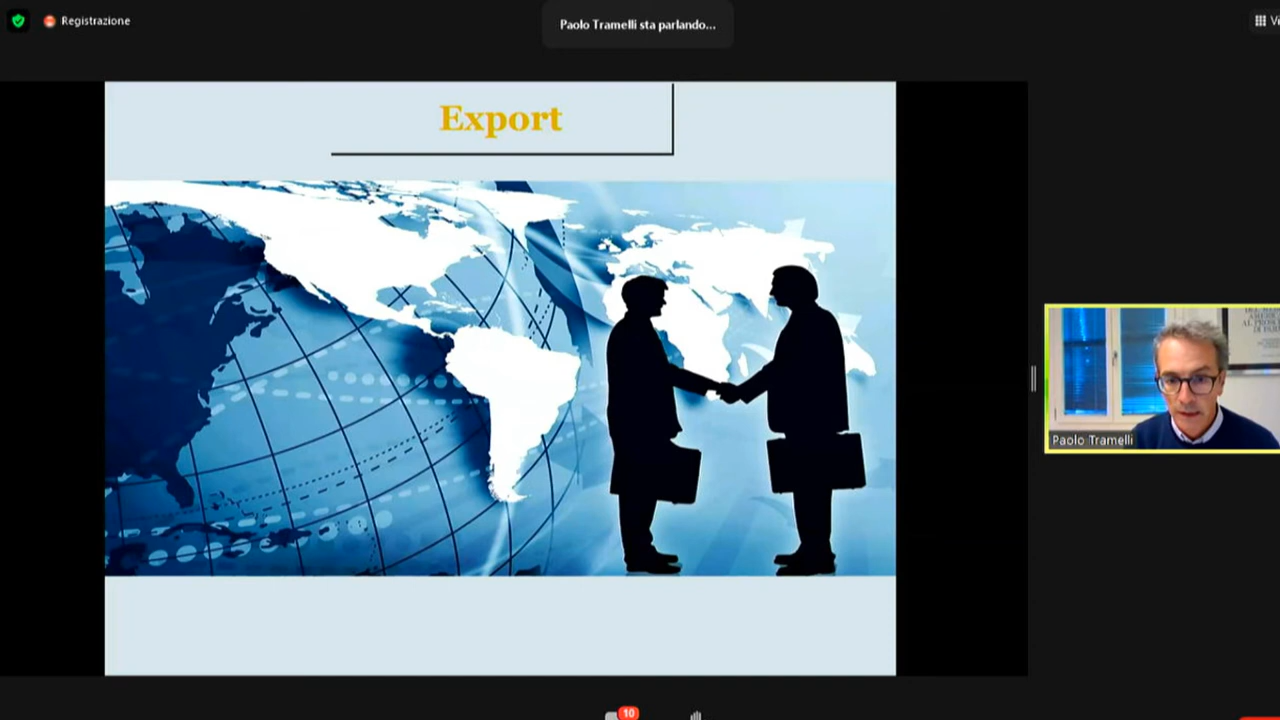 Registrazione
Paolo Tramelli sta parlando...
Export
Paolo Tramelli
10